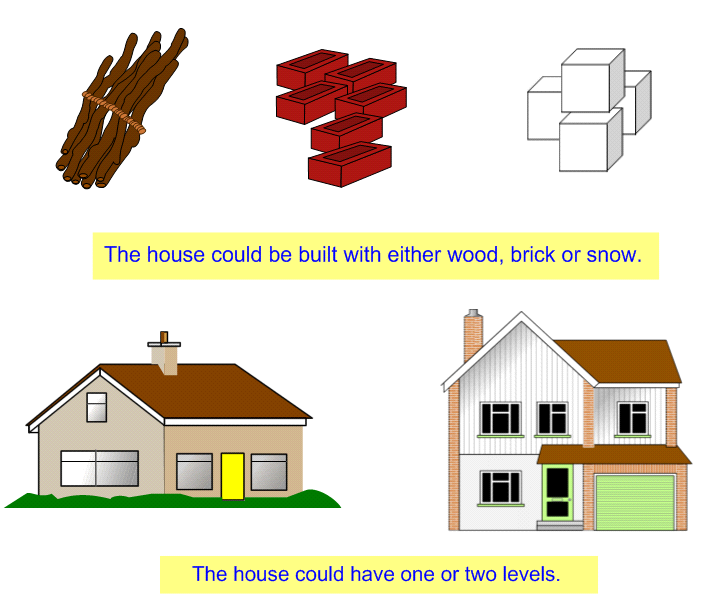 The house could be built with either wood, brick or snow.
The house could have one or two levels.